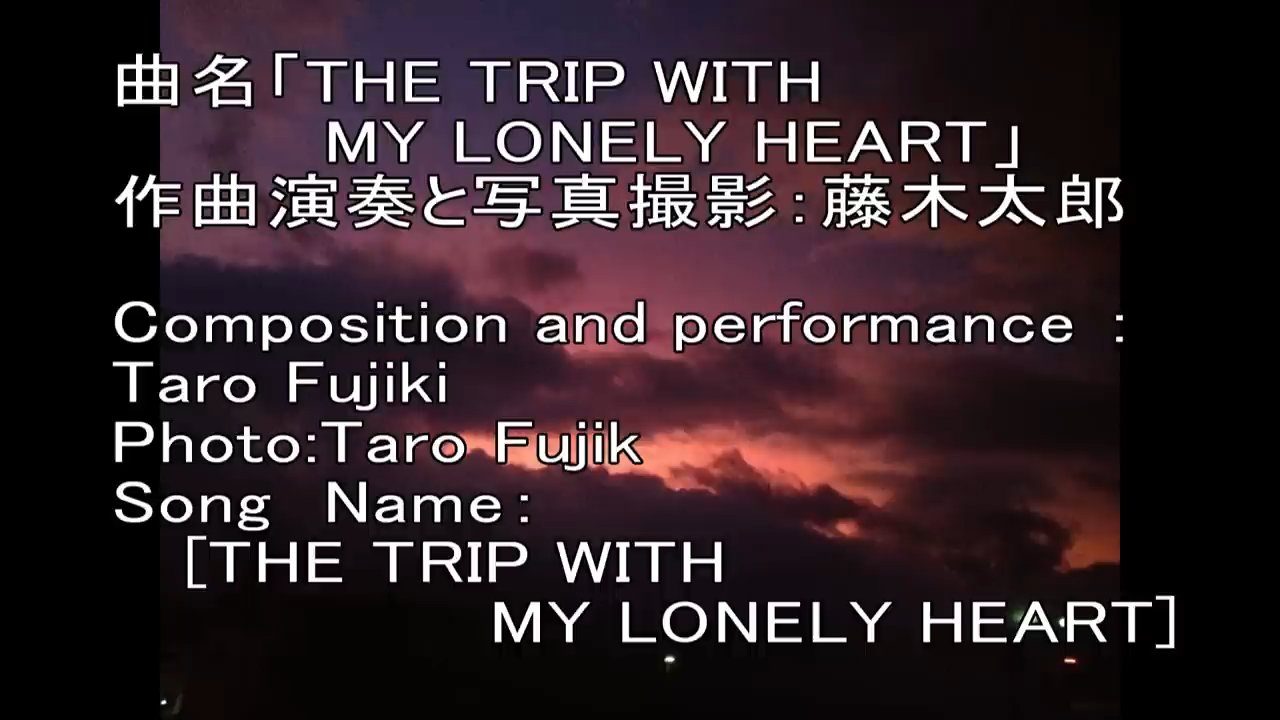 曲名「THE TRIP WITH
MY LONELY HEART」
作曲演奏と写真撮影：藤木太郎
Composition and performance ：
Taro Fujiki
Photo:Taro Fujik
Song　Name：
［THE TRIP WITH
MY LONELY HEART］